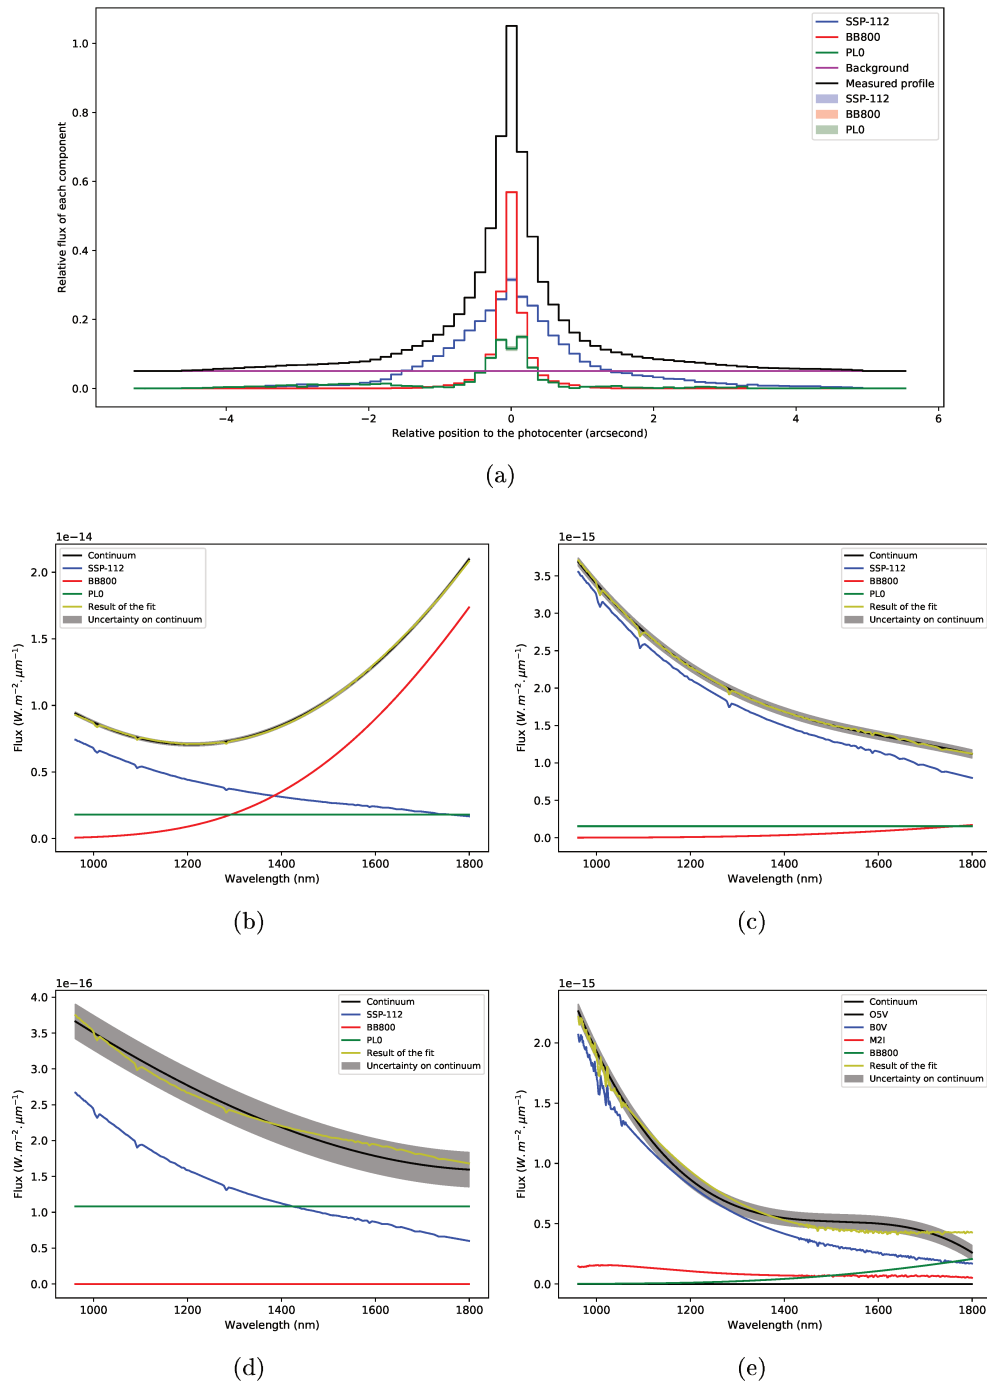 SSP-112
BB800
PL0
Background
Measured profile
SSP-112
BB800
PL0
Relative flux of each component
1.0
0.8
0.6
0.4
0.2
0.0
−4
−2
0
2
4
6
Relative position to the photocenter (arcsecond)
(a)
1e−14
Continuum
SSP-112
BB800
PL0
Result of the fit
Uncertainty on continuum
Flux (W. m⁻². μm⁻¹)
2.0
1.5
1.0
0.5
0.0
1000
1200
1400
1600
1800
Wavelength (nm)
(b)
1e−15
Continuum
SSP-112
BB800
PL0
Result of the fit
Uncertainty on continuum
Flux (W. m⁻². μm⁻¹)
3.5
3.0
2.5
2.0
1.5
1.0
0.5
0.0
1000
1200
1400
1600
1800
Wavelength (nm)
(c)
1e−16
Continuum
SSP-112
BB800
PL0
Result of the fit
Uncertainty on continuum
Flux (W. m⁻². μm⁻¹)
4.0
3.5
3.0
2.5
2.0
1.5
1.0
0.5
0.0
1000
1200
1400
1600
1800
Wavelength (nm)
(d)
1e−15
Continuum
O5V
B0V
M2I
BB800
Result of the fit
Uncertainty on continuum
Flux (W. m⁻². μm⁻¹)
2.0
1.5
1.0
0.5
0.0
1000
1200
1400
1600
1800
Wavelength (nm)
(e)